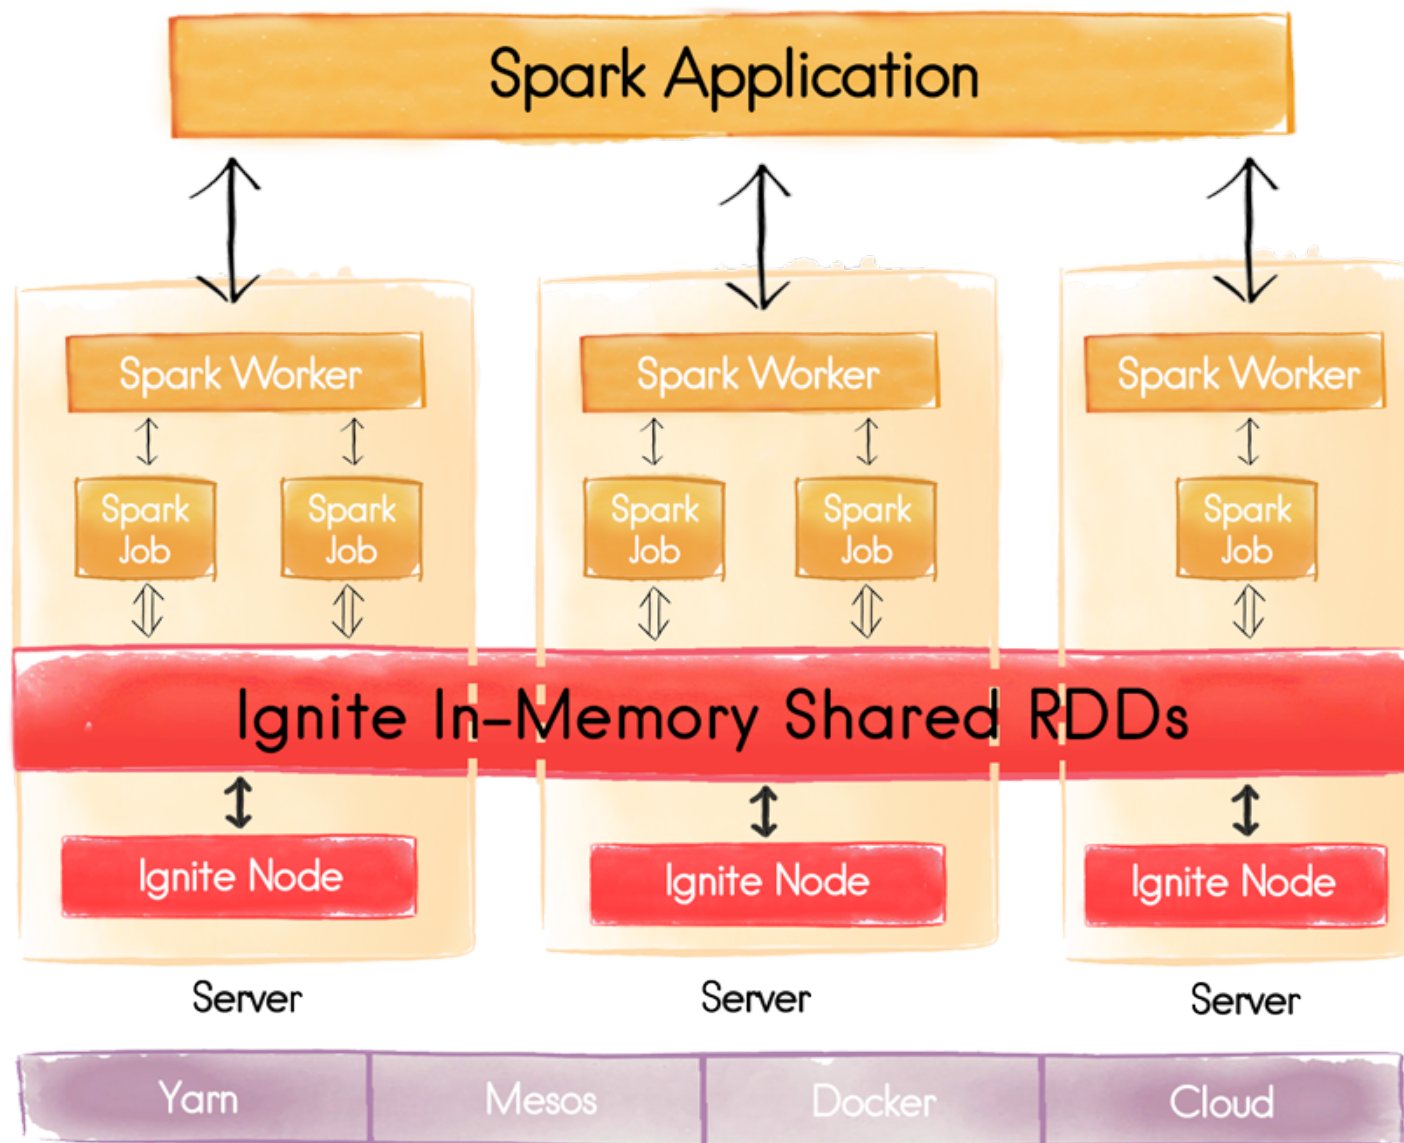 Spark Application
Spark Worker
Spark Worker
Spark Worker
Spark
Job
Spark
Job
Spark
Job
Spark
Job
Spark
Job
Ignite In-Memory Shared RDDs
Ignite Node
Ignite Node
Ignite Node
Server
Server
Server
Yarn
Mesos
Docker
Cloud